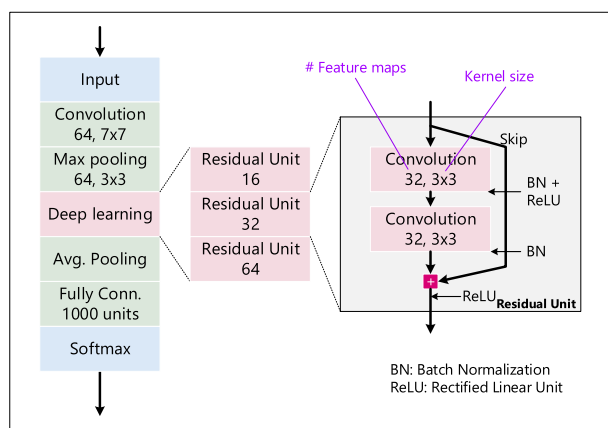 Input
Convolution
64, 7x7
Max pooling
64, 3x3
Deep learning
Avg. Pooling
Fully Conn.
1000 units
Softmax
Residual Unit
16
Residual Unit
32
Residual Unit
64
# Feature maps
Kernel size
Skip
Convolution
32, 3x3
BN +
ReLU
Convolution
32, 3x3
BN
+
ReLU
Residual Unit
BN: Batch Normalization
ReLU: Rectified Linear Unit